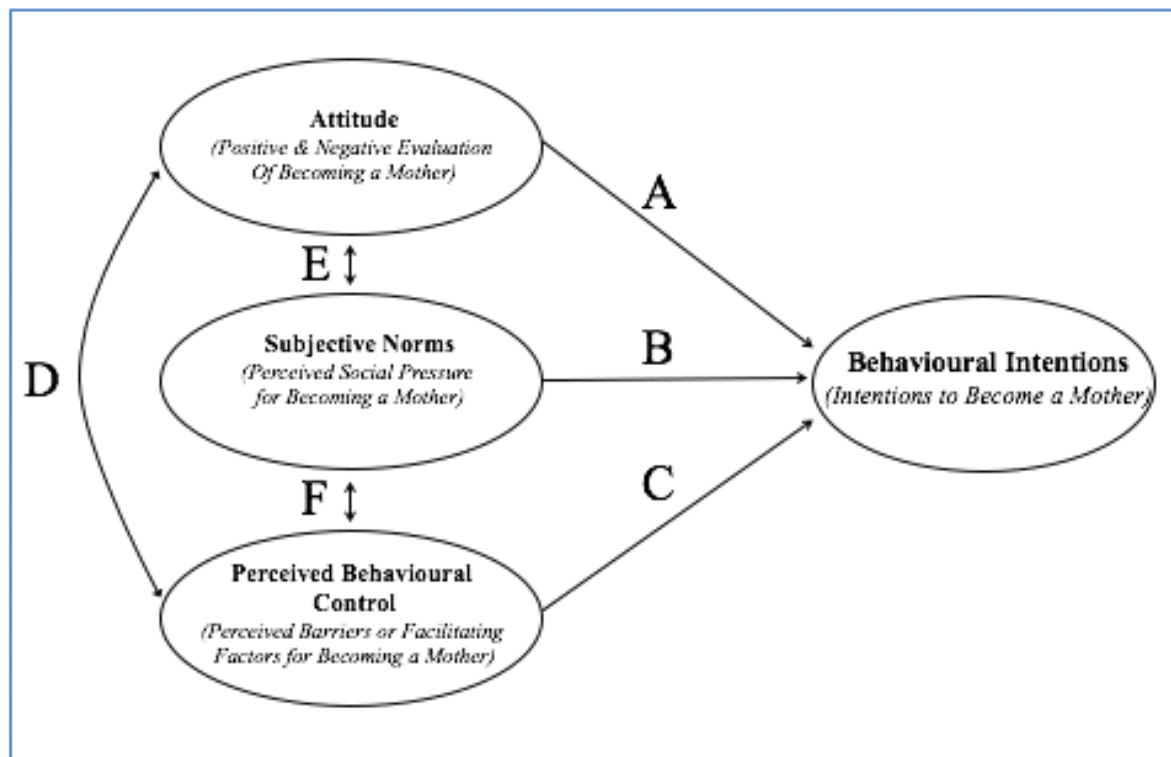 Attitude
(Positive & Negative Evaluation
Of Becoming a Mother)
A
E
Subjective Norms
(Perceived Social Pressure
for Becoming a Mother)
B
Behavioural Intentions
(Intentions to Become a Mother)
D
F
C
Perceived Behavioural
Control
(Perceived Barriers or Facilitating
Factors for Becoming a Mother)